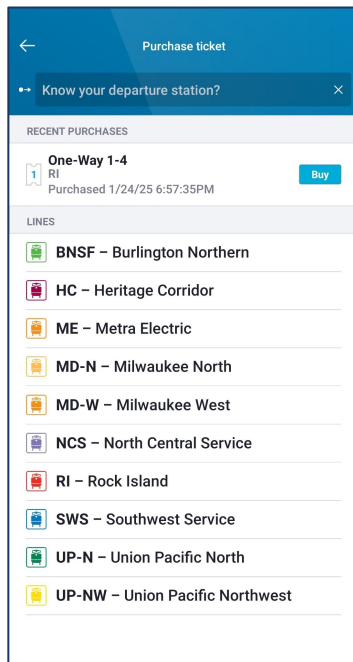 Purchase ticket
Know your departure station?
RECENT PURCHASES
One-Way 1-4
1
RI
Buy
Purchased 1/24/25 6:57:35PM
LINES
BNSF – Burlington Northern
HC – Heritage Corridor
ME – Metra Electric
MD-N – Milwaukee North
MD-W – Milwaukee West
NCS – North Central Service
RI – Rock Island
SWS – Southwest Service
UP-N – Union Pacific North
UP-NW – Union Pacific Northwest